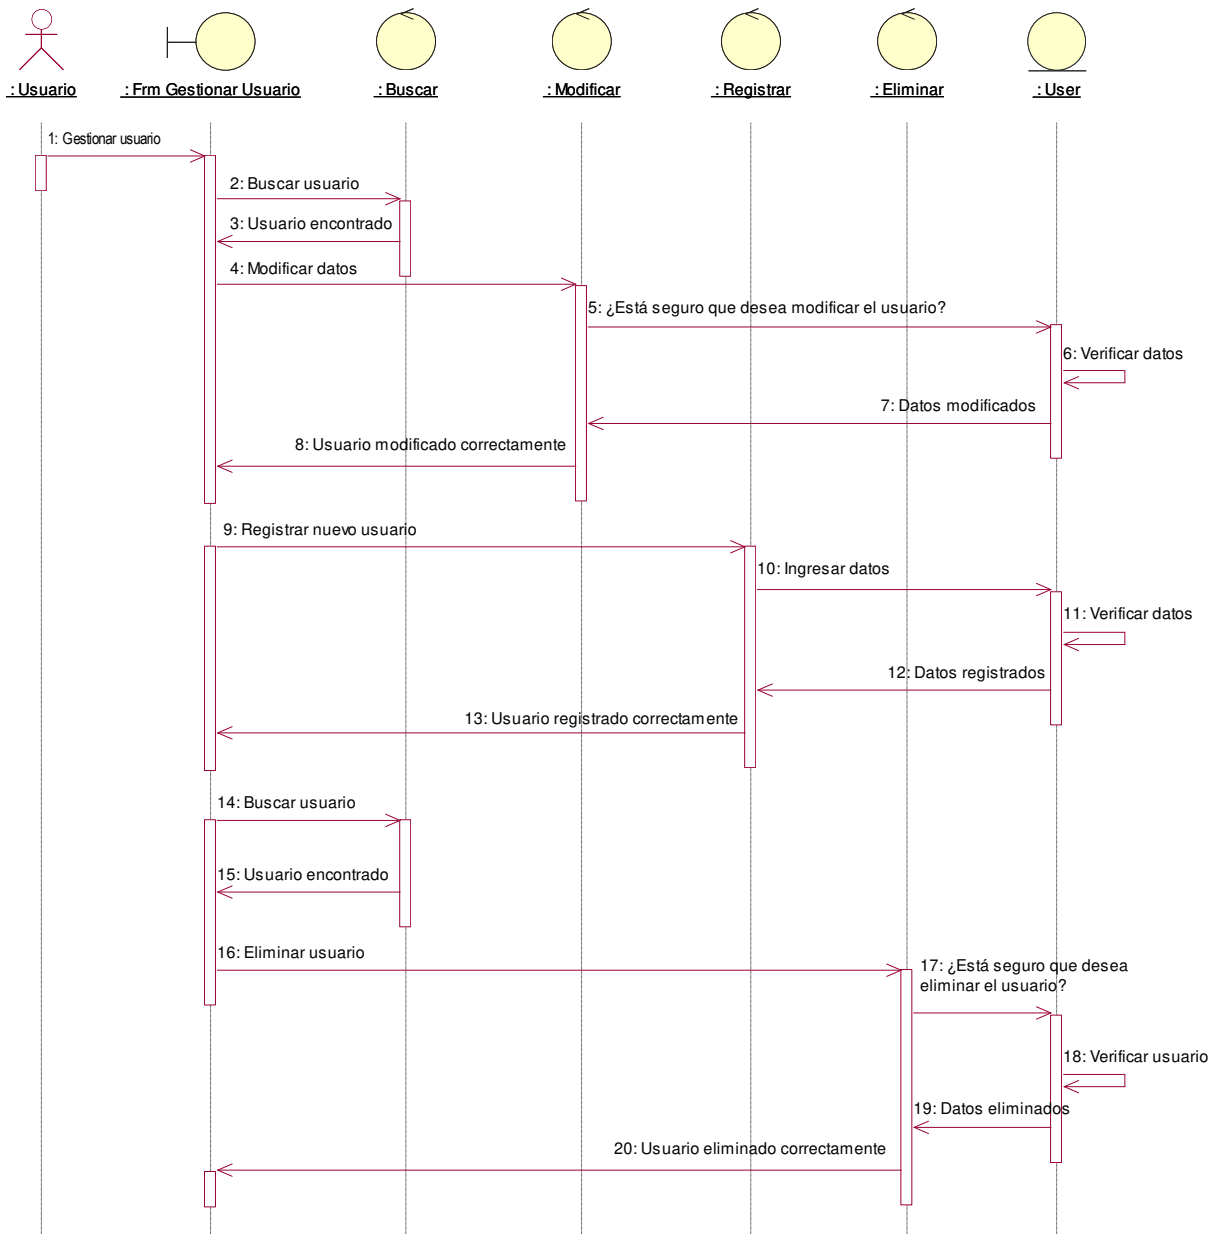 : Usuario
: Frm Gestionar Usuario
: Buscar
: Modificar
: Registrar
: Eliminar
: User
1: Gestionar usuario
2: Buscar usuario
3: Usuario encontrado
4: Modificar datos
5: ¿Está seguro que desea modificar el usuario?
6: Verificar datos
7: Datos modificados
8: Usuario modificado correctamente
9: Registrar nuevo usuario
10: Ingresar datos
11: Verificar datos
12: Datos registrados
13: Usuario registrado correctamente
14: Buscar usuario
15: Usuario encontrado
16: Eliminar usuario
17: ¿Está seguro que desea
eliminar el usuario?
18: Verificar usuario
19: Datos eliminados
20: Usuario eliminado correctamente